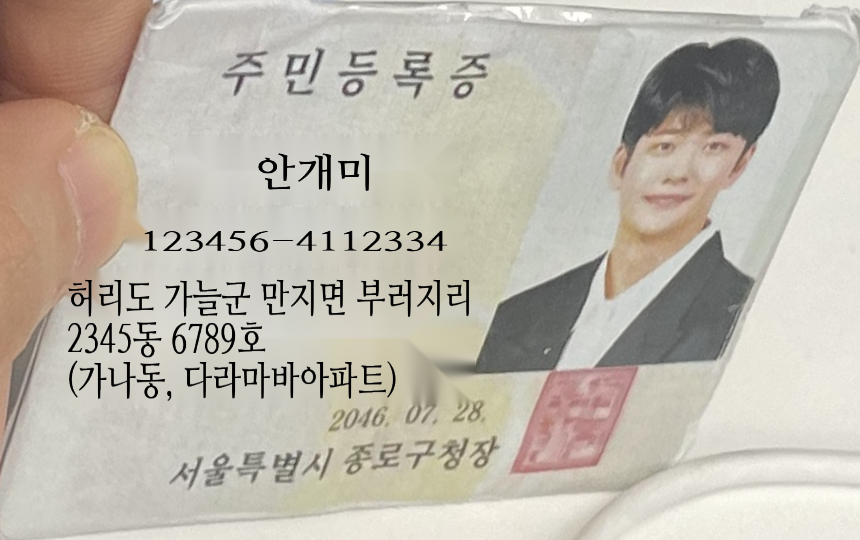 주민등록증
안개미
123456-4112334
허리도 가늘군 만지면 부러지리
2345동 6789호
(가나동, 다라마바아파트)
2046. 07. 28.
서울특별시 종로구청장